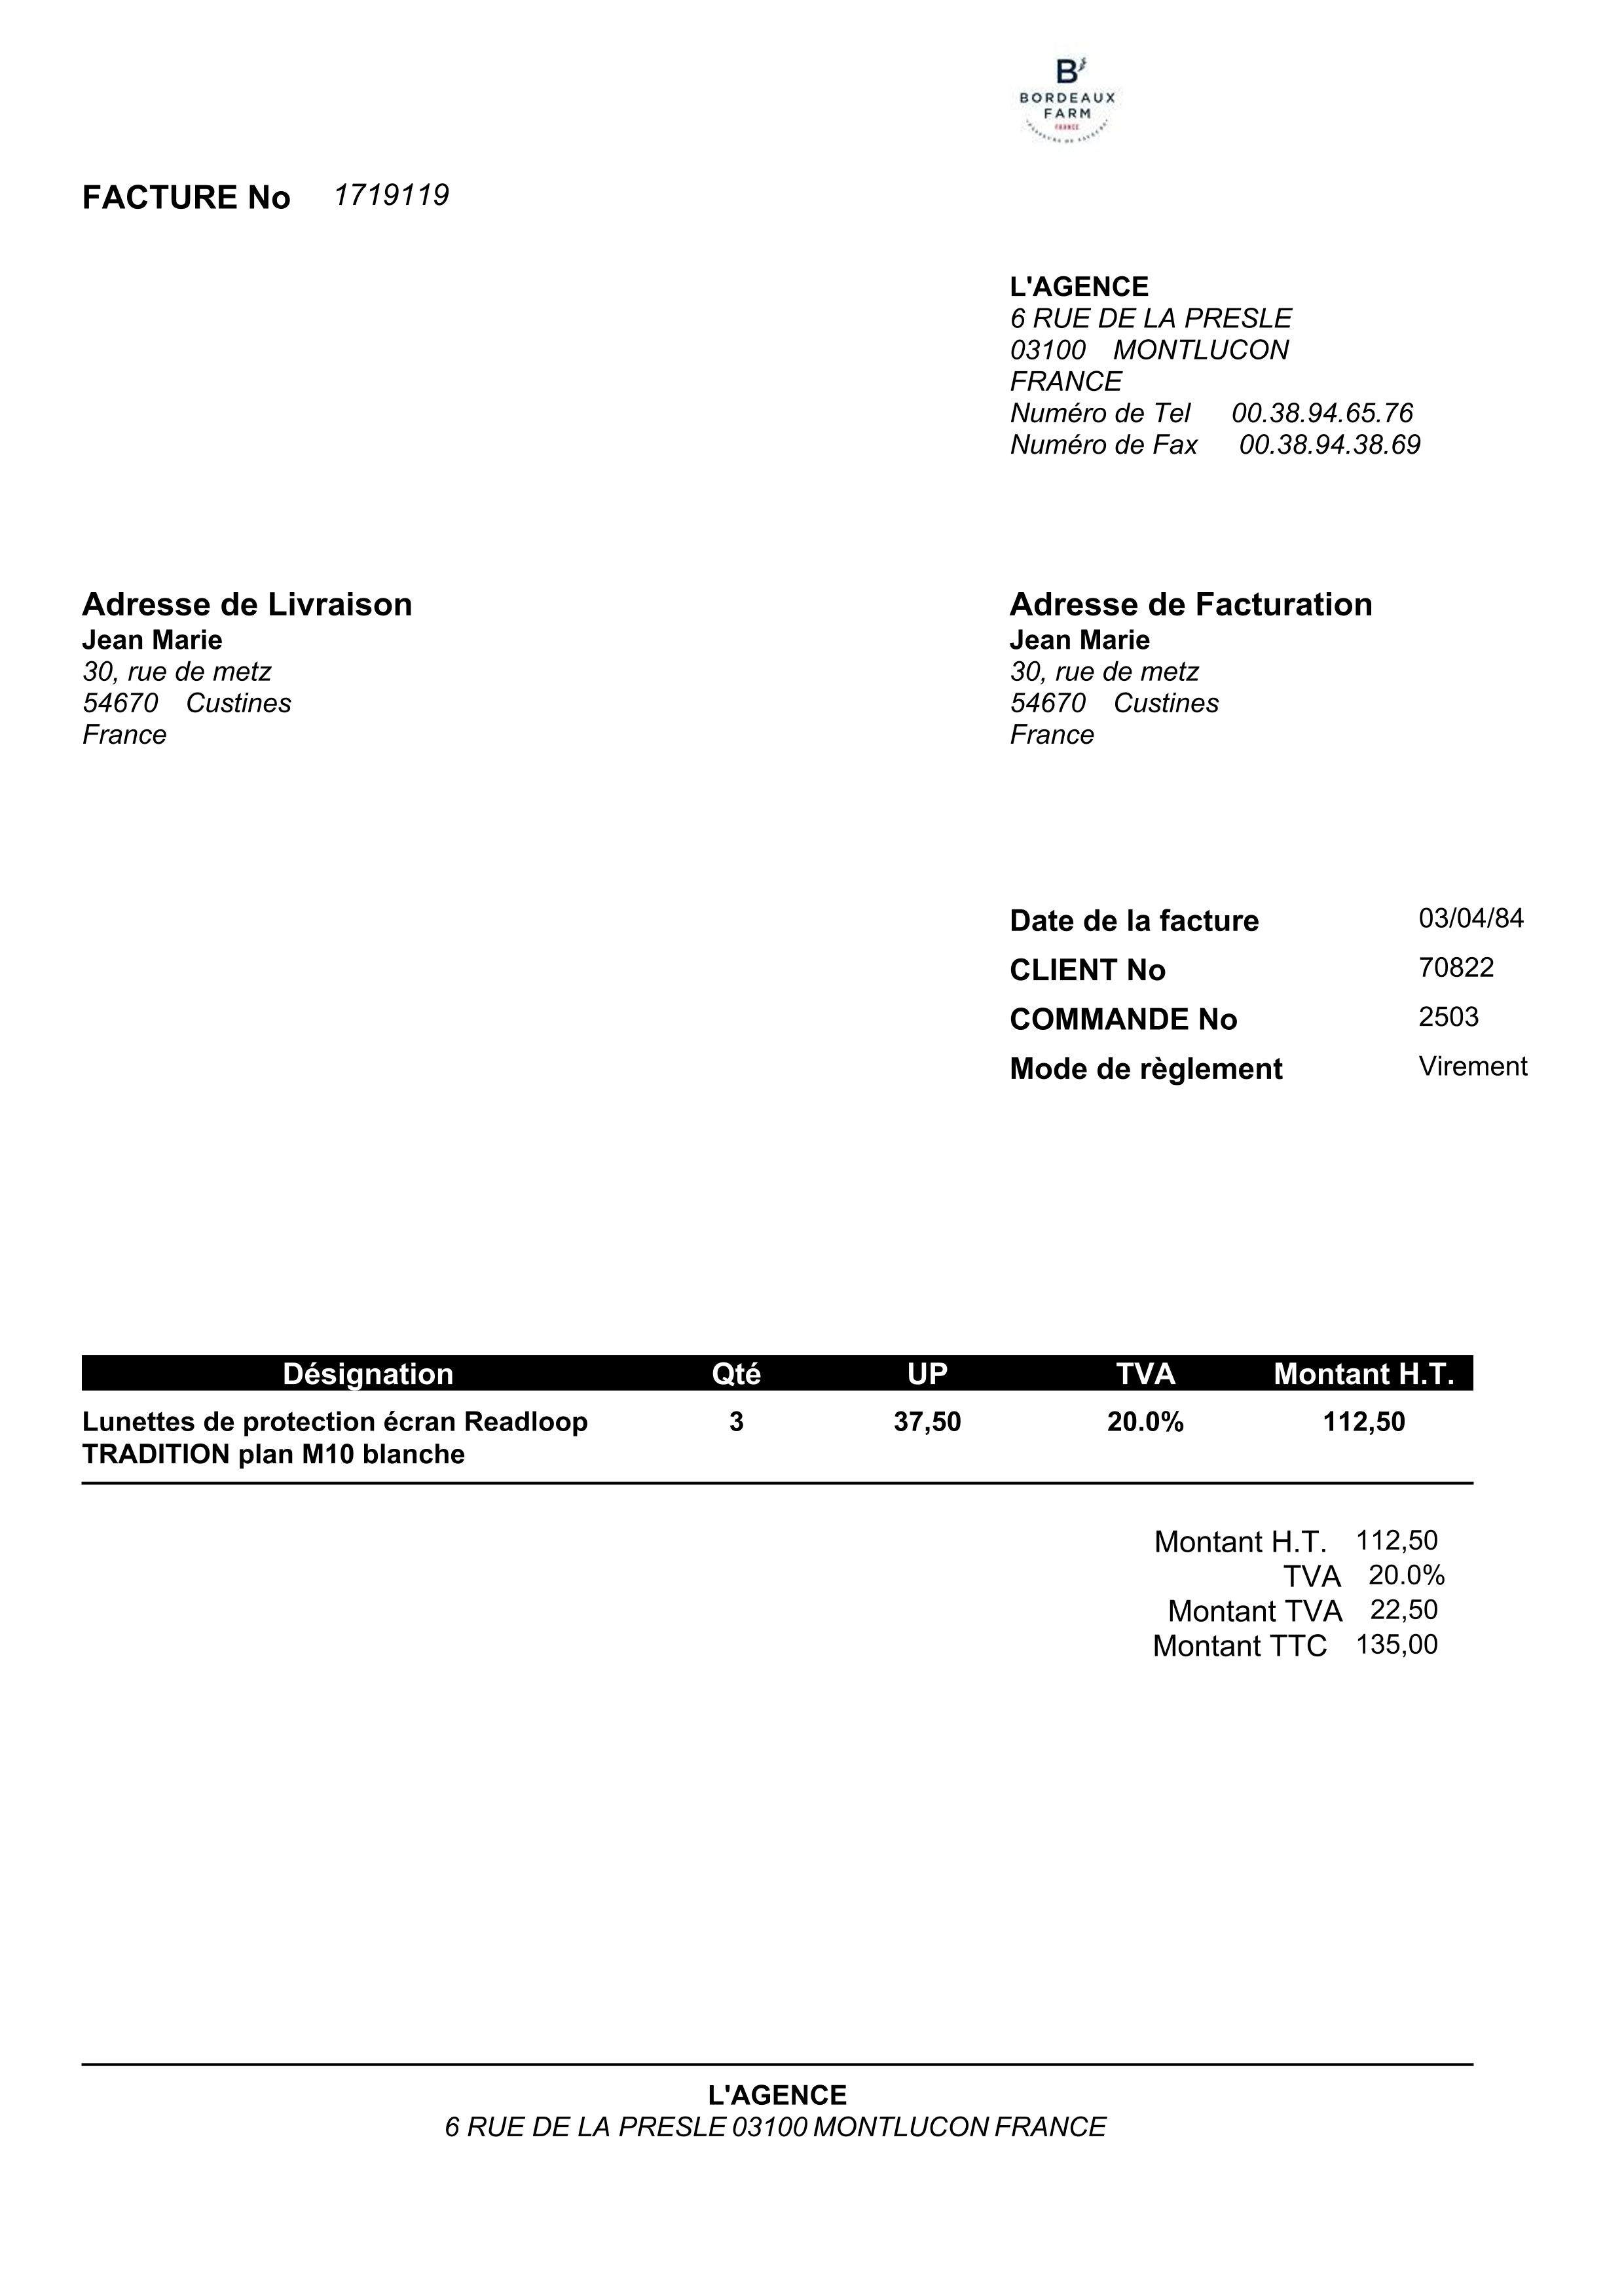 B
BORDEAUX
FARM
FRANCE
FACTURE No 1719119
L'AGENCE
6 RUE DE LA PRESLE
03100 MONTLUCON
FRANCE
Numéro de Tel 00.38.94.65.76
Numéro de Fax 00.38.94.38.69
Adresse de Livraison
Jean Marie
30, rue de metz
54670 Custines
France
Adresse de Facturation
Jean Marie
30, rue de metz
54670 Custines
France
Date de la facture 03/04/84
CLIENT No 70822
COMMANDE No 2503
Mode de règlement Virement
Désignation Qté UP TVA Montant H.T.
Lunettes de protection écran Readloop 3 37,50 20.0% 112,50
TRADITION plan M10 blanche
Montant H.T. 112,50
TVA 20.0%
Montant TVA 22,50
Montant TTC 135,00
L'AGENCE
6 RUE DE LA PRESLE 03100 MONTLUCON FRANCE